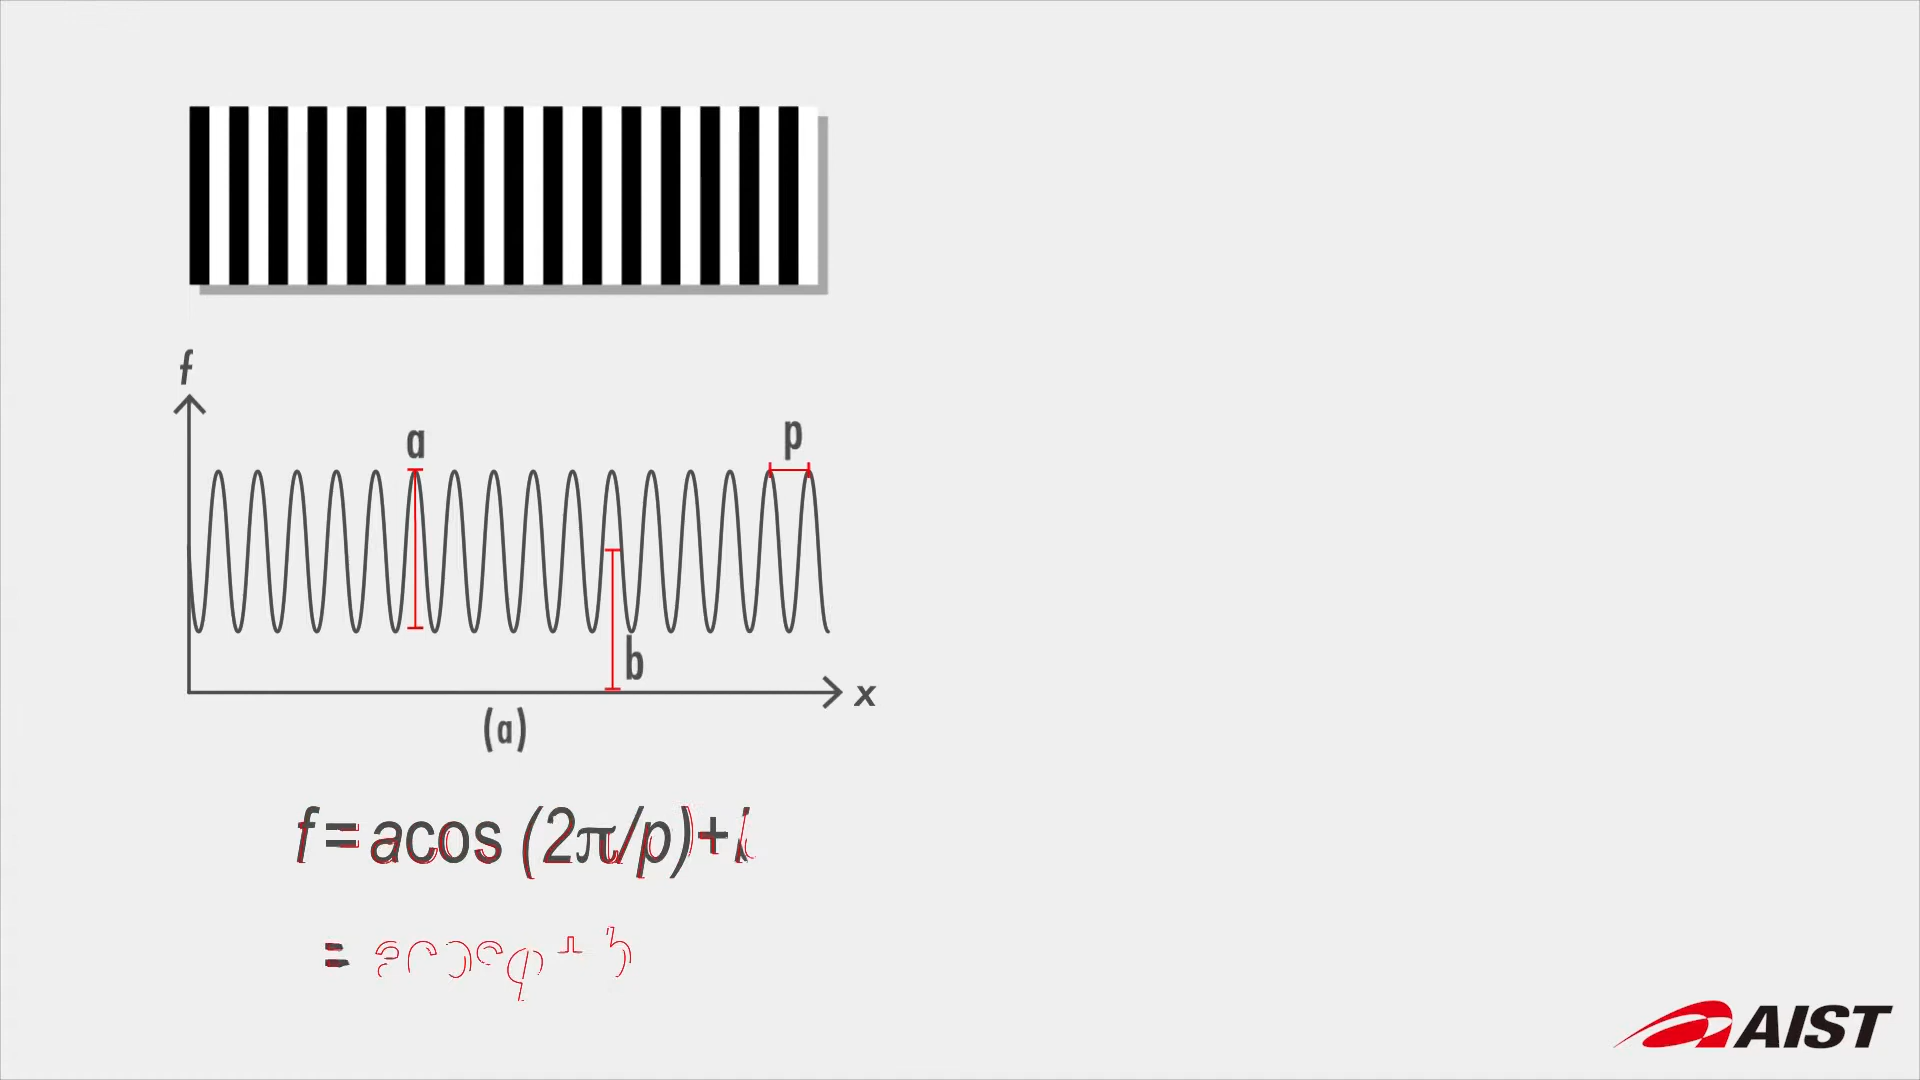 f
a
p
b
x
(a)
f = acos (2π/p)+
=
AIST